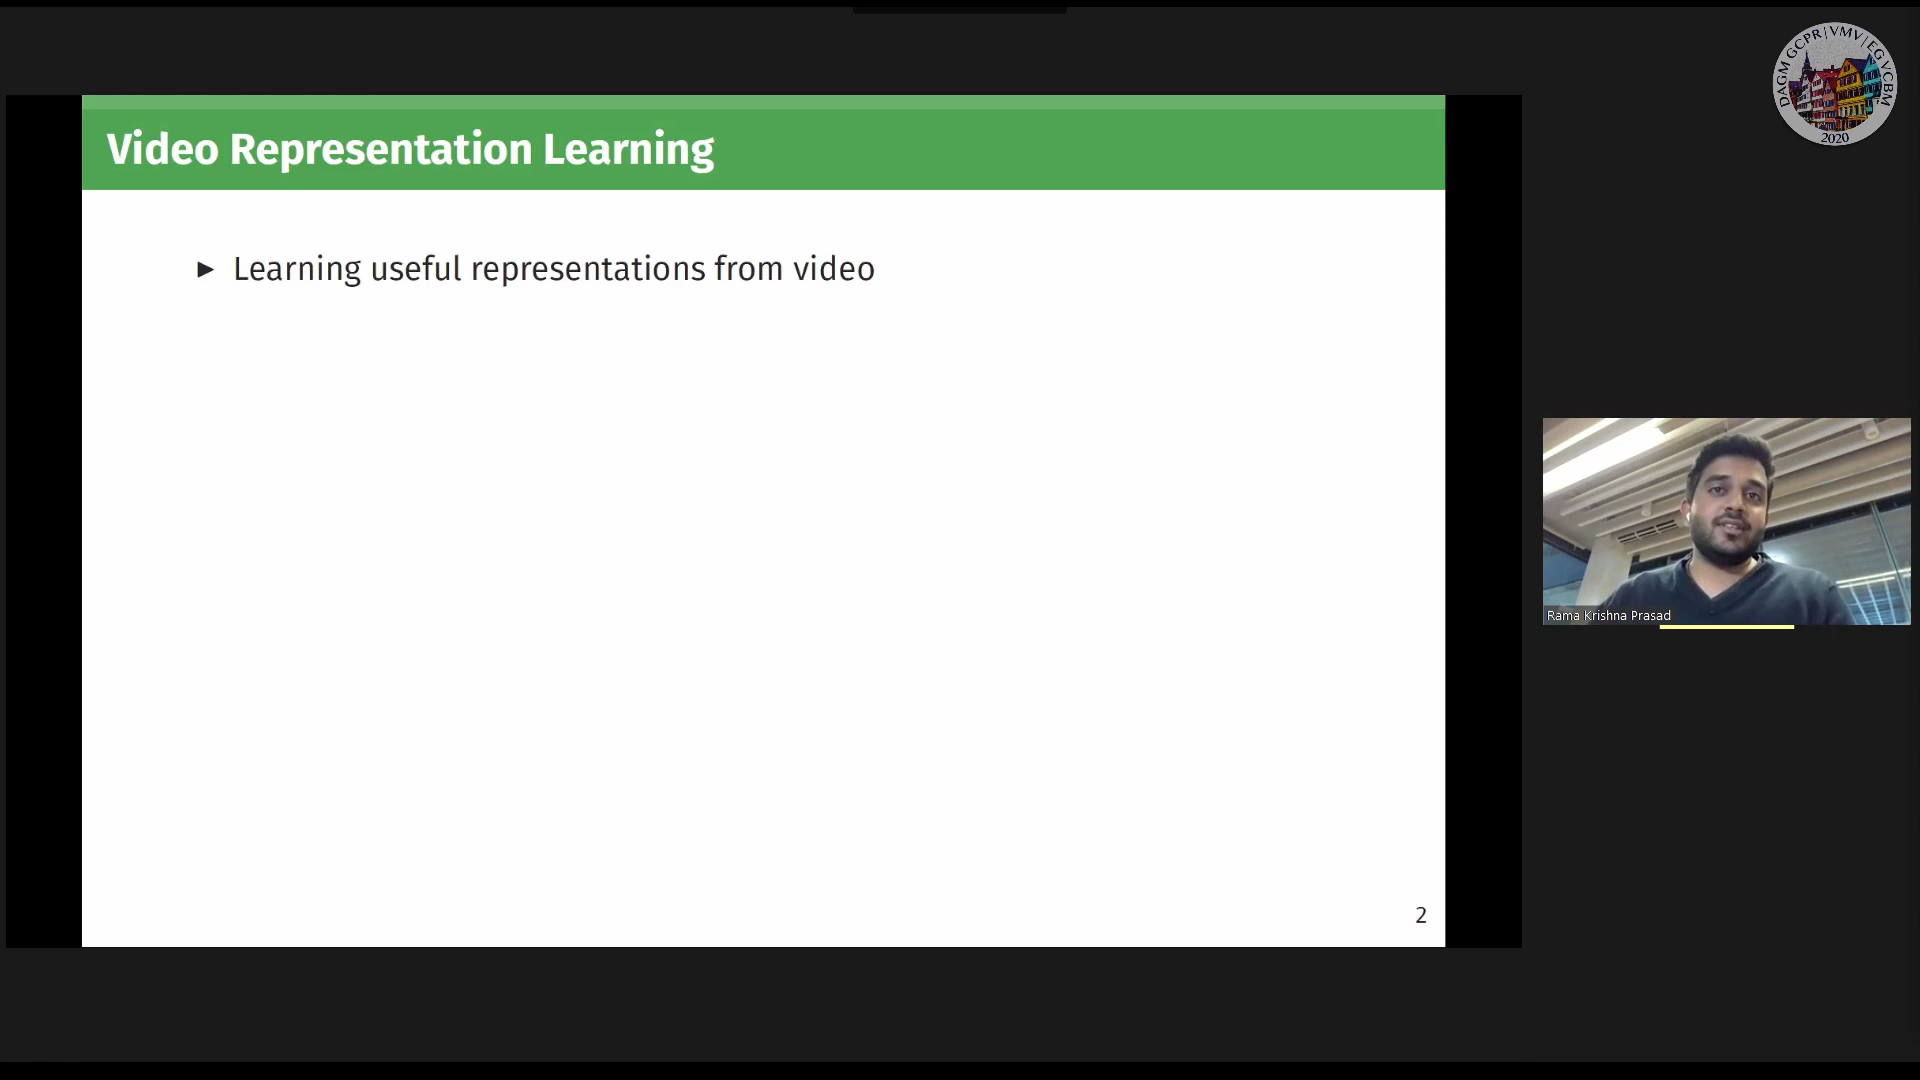 DAGM GCPR|VMV|EG VCBM
2020
Video Representation Learning
► Learning useful representations from video
Rama Krishna Prasad
2